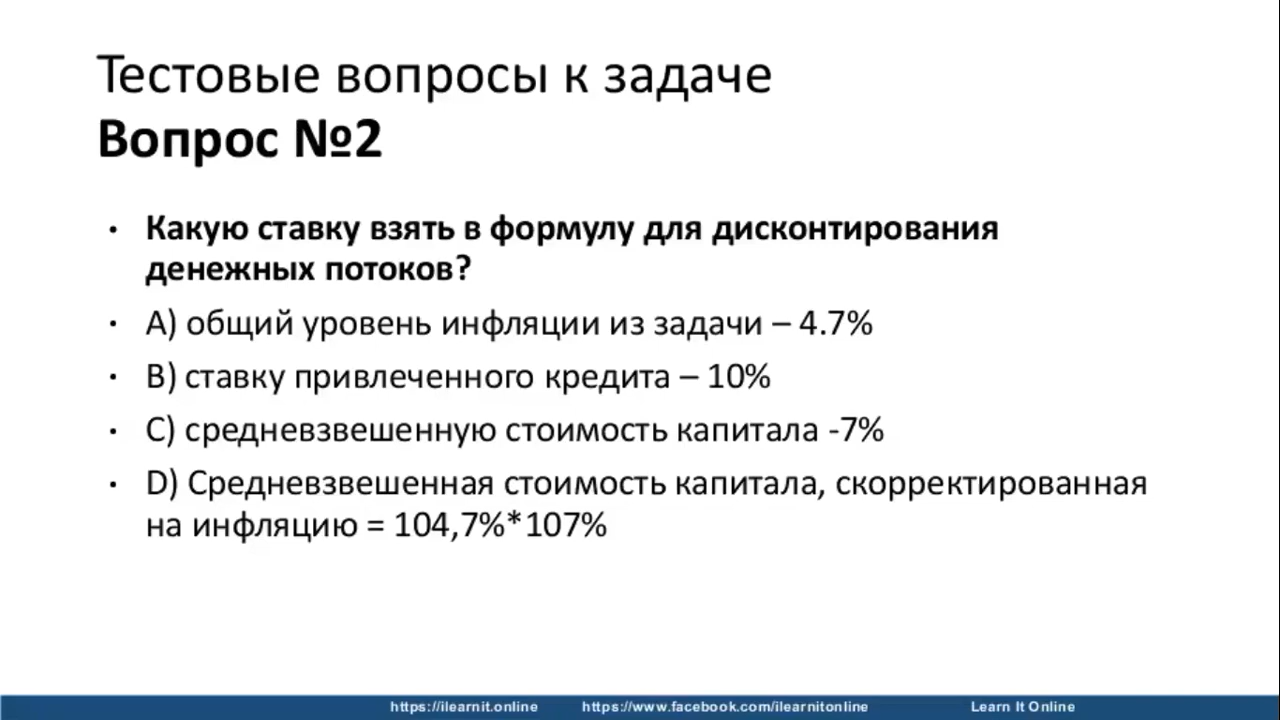 Тестовые вопросы к задаче
Вопрос №2
• Какую ставку взять в формулу для дисконтирования
денежных потоков?
• A) общий уровень инфляции из задачи – 4.7%
• B) ставку привлеченного кредита – 10%
• C) средневзвешенную стоимость капитала -7%
• D) Средневзвешенная стоимость капитала, скорректированная
на инфляцию = 104,7%*107%
https://ilearnit.online https://www.facebook.com/ilearnitonline Learn It Online